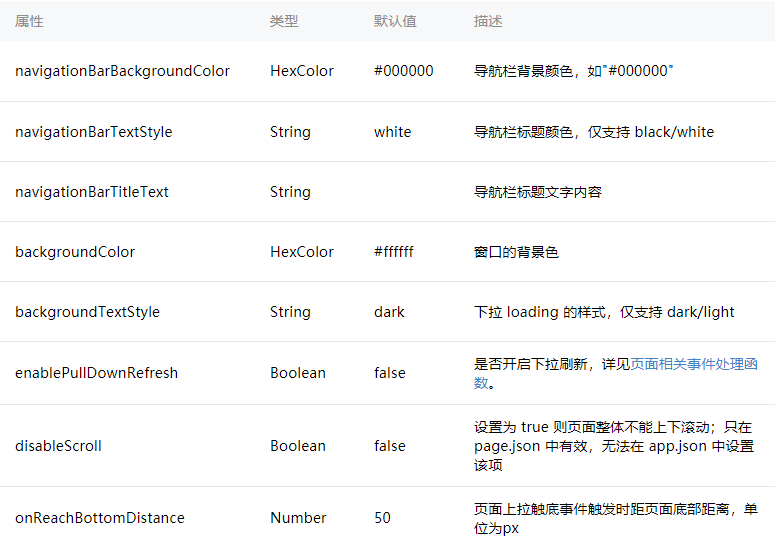 属性 类型 默认值 描述
navigationBarBackgroundColor HexColor #000000 导航栏背景颜色，如"#000000"
navigationBarTextStyle String white 导航栏标题颜色，仅支持 black/white
navigationBarTitleText String 导航栏标题文字内容
backgroundColor HexColor #ffffff 窗口的背景色
backgroundTextStyle String dark 下拉 loading 的样式，仅支持 dark/light
enablePullDownRefresh Boolean false 是否开启下拉刷新，详见页面相关事件处理函
数。
disableScroll Boolean false 设置为 true 则页面整体不能上下滚动；只在
page.json 中有效，无法在 app.json 中设置
该项
onReachBottomDistance Number 50 页面上拉触底事件触发时距页面底部距离，单
位为px